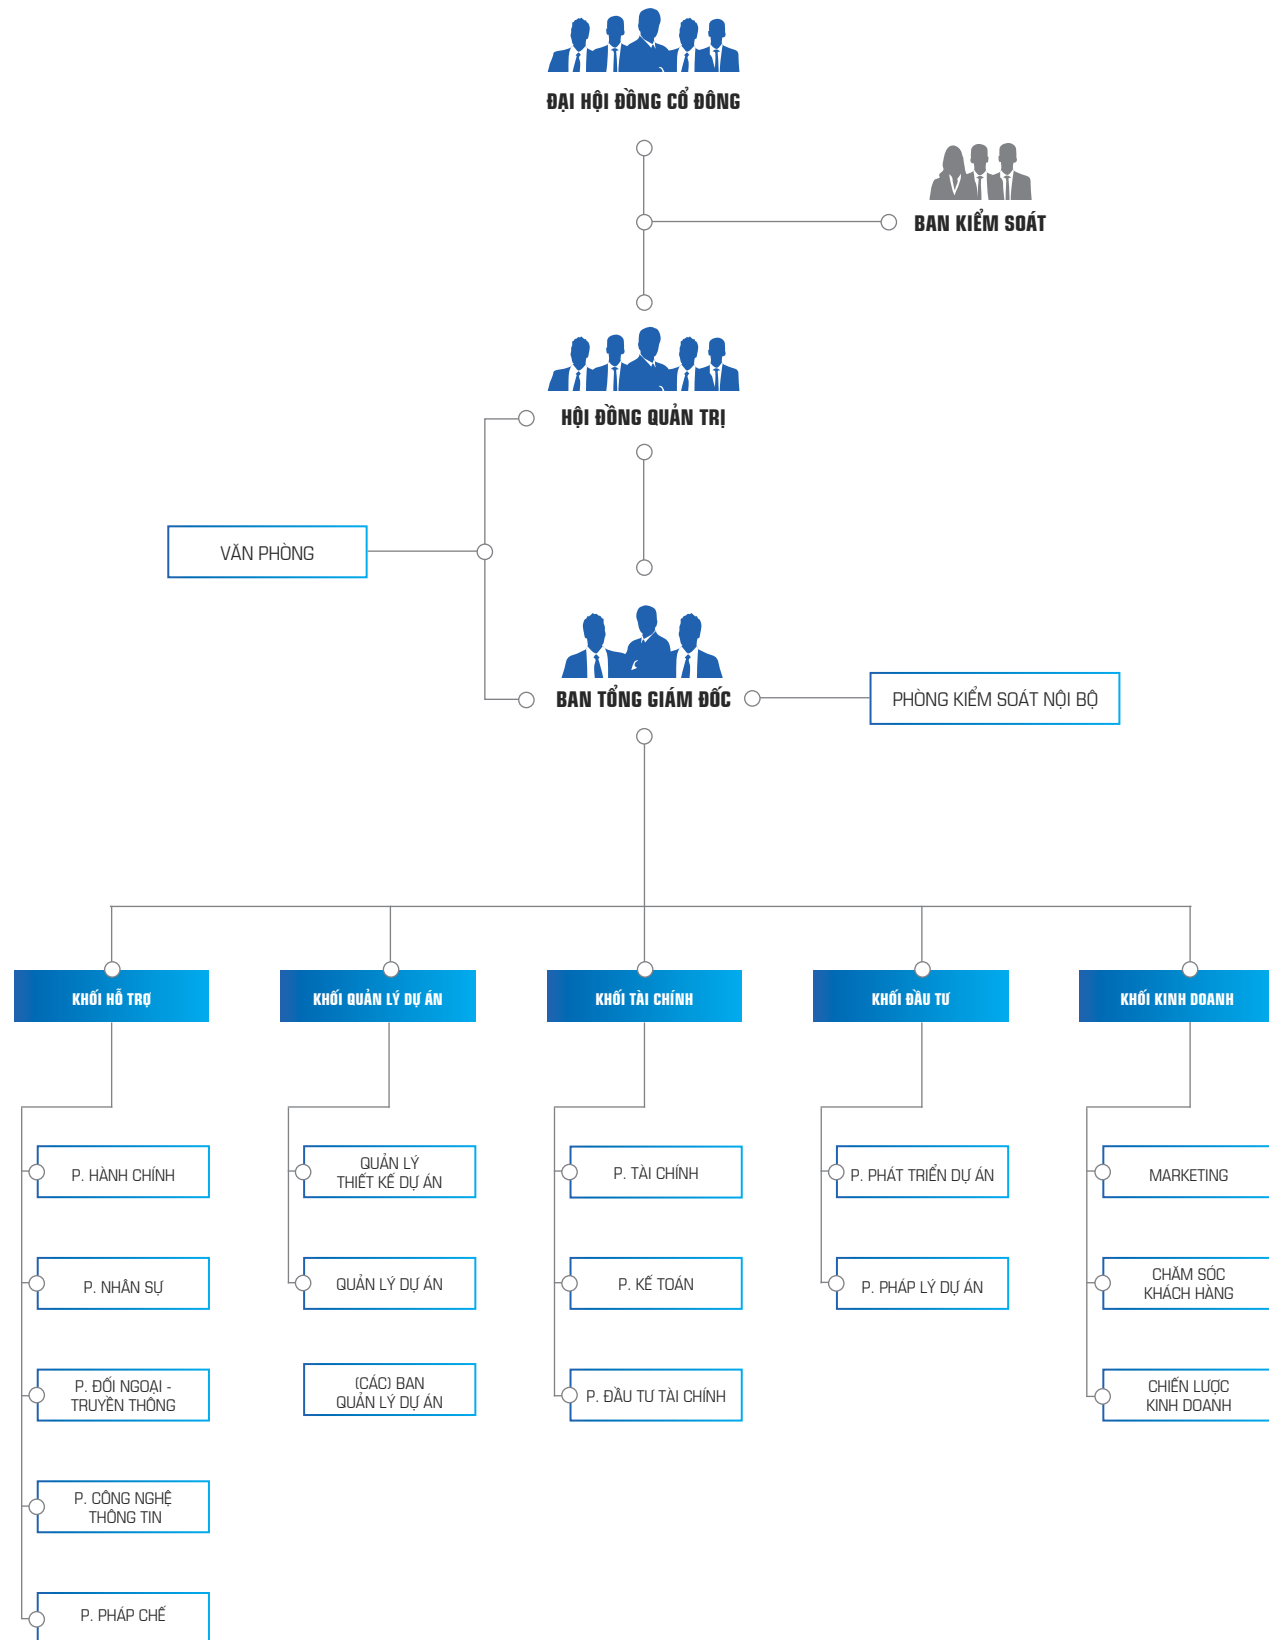 ĐẠI HỘI ĐỒNG CỔ ĐÔNG
BAN KIỂM SOÁT
HỘI ĐỒNG QUẢN TRỊ
VĂN PHÒNG
BAN TỔNG GIÁM ĐỐC
PHÒNG KIỂM SOÁT NỘI BỘ
KHỐI HỖ TRỢ
KHỐI QUẢN LÝ DỰ ÁN
KHỐI TÀI CHÍNH
KHỐI ĐẦU TƯ
KHỐI KINH DOANH
P. HÀNH CHÍNH
P. NHÂN SỰ
P. ĐỐI NGOẠI -
TRUYỀN THÔNG
P. CÔNG NGHỆ
THÔNG TIN
P. PHÁP CHẾ
QUẢN LÝ
THIẾT KẾ DỰ ÁN
QUẢN LÝ DỰ ÁN
(CÁC) BAN
QUẢN LÝ DỰ ÁN
P. TÀI CHÍNH
P. KẾ TOÁN
P. ĐẦU TƯ TÀI CHÍNH
P. PHÁT TRIỂN DỰ ÁN
P. PHÁP LÝ DỰ ÁN
MARKETING
CHĂM SÓC
KHÁCH HÀNG
CHIẾN LƯỢC
KINH DOANH